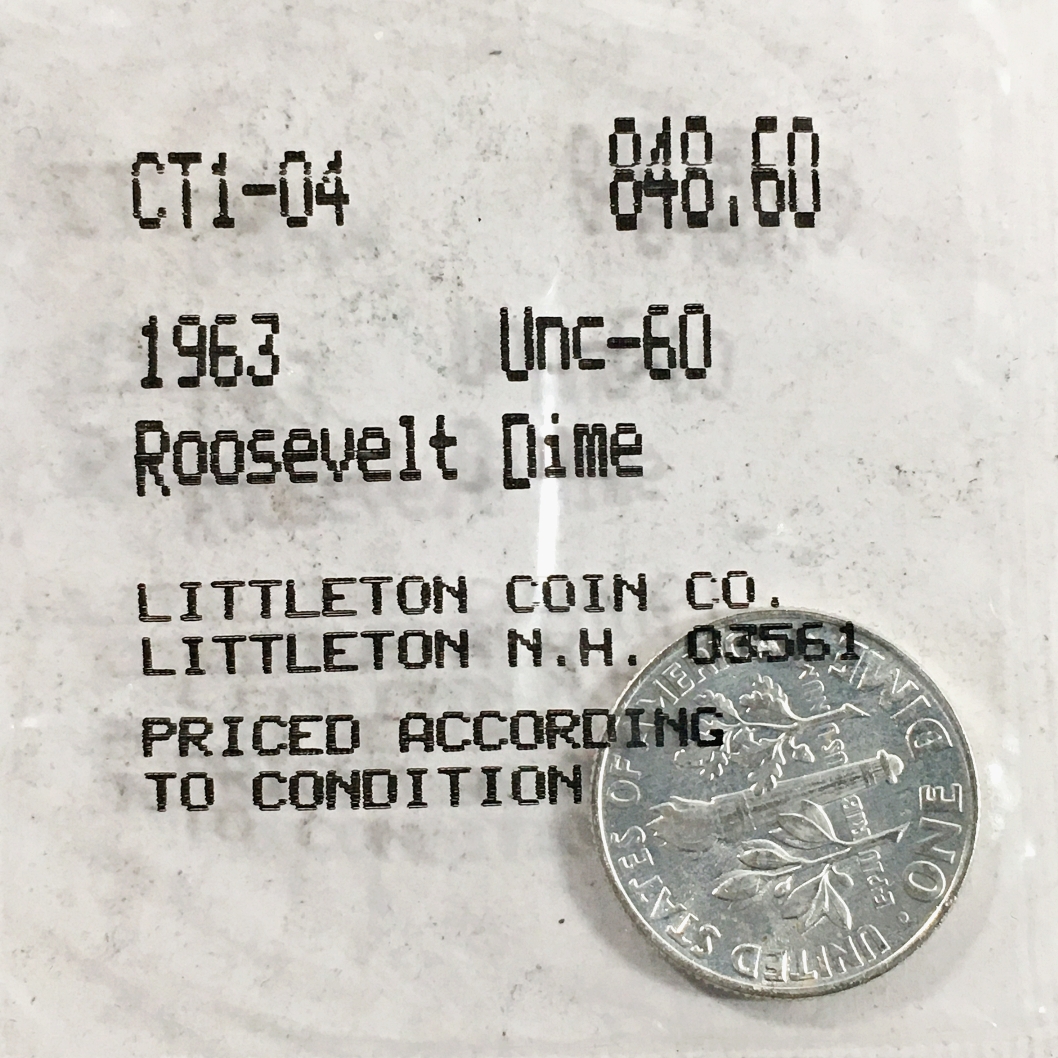 CT1-04 848.60
1963 Unc-60
Roosevelt Dime
LITTLETON COIN CO.
LITTLETON N.H. 03561
PRICED ACCORDING
TO CONDITION
UNITED STATES OF AMERICA
ONE DIME
E PLURIBUS UNUM